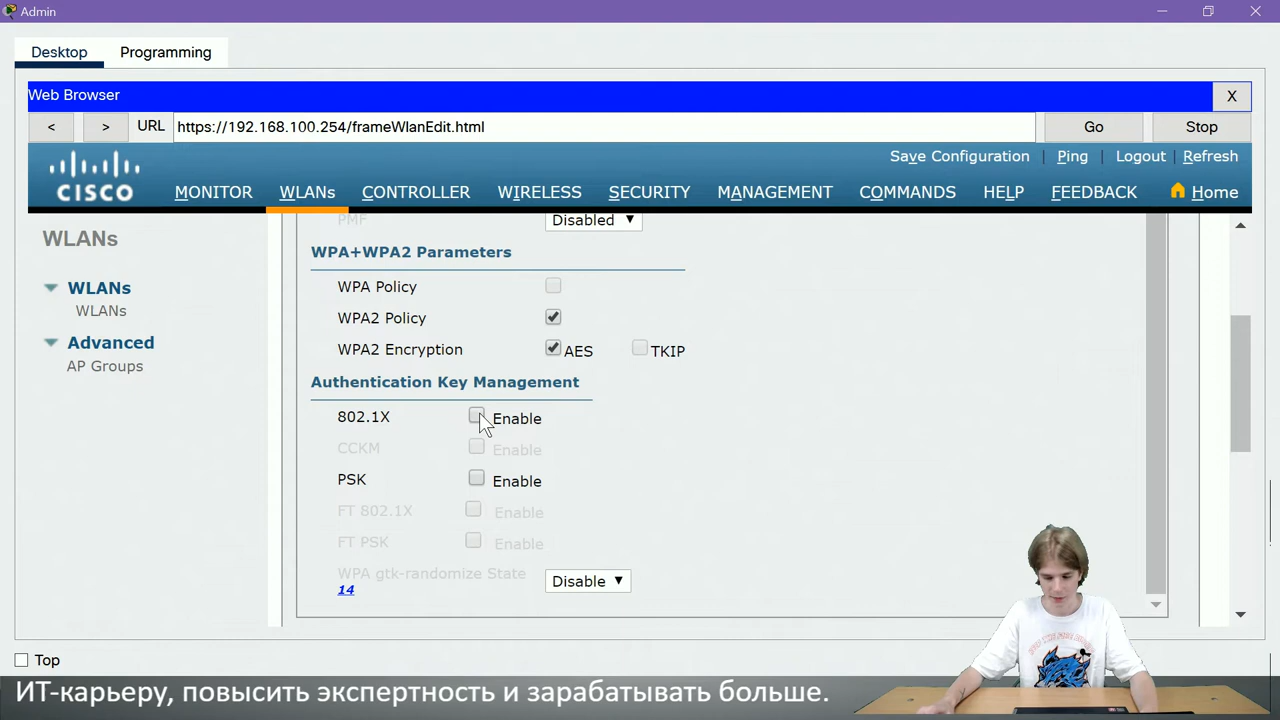 Admin
Desktop
Programming
Web Browser
X
<
>
URL
https://192.168.100.254/frameWlanEdit.html
Go
Stop
Save Configuration | Ping | Logout | Refresh
CISCO
MONITOR WLANs CONTROLLER WIRELESS SECURITY MANAGEMENT COMMANDS HELP FEEDBACK Home
WLANs
WLANs
WLANs
Advanced
AP Groups
PMF Disabled
WPA+WPA2 Parameters
WPA Policy
WPA2 Policy
WPA2 Encryption AES TKIP
Authentication Key Management
802.1X Enable
CCKM Enable
PSK Enable
FT 802.1X Enable
FT PSK Enable
WPA gtk-randomize State Disable
14
Top
ИТ-карьеру, повысить экспертность и зарабатывать больше.